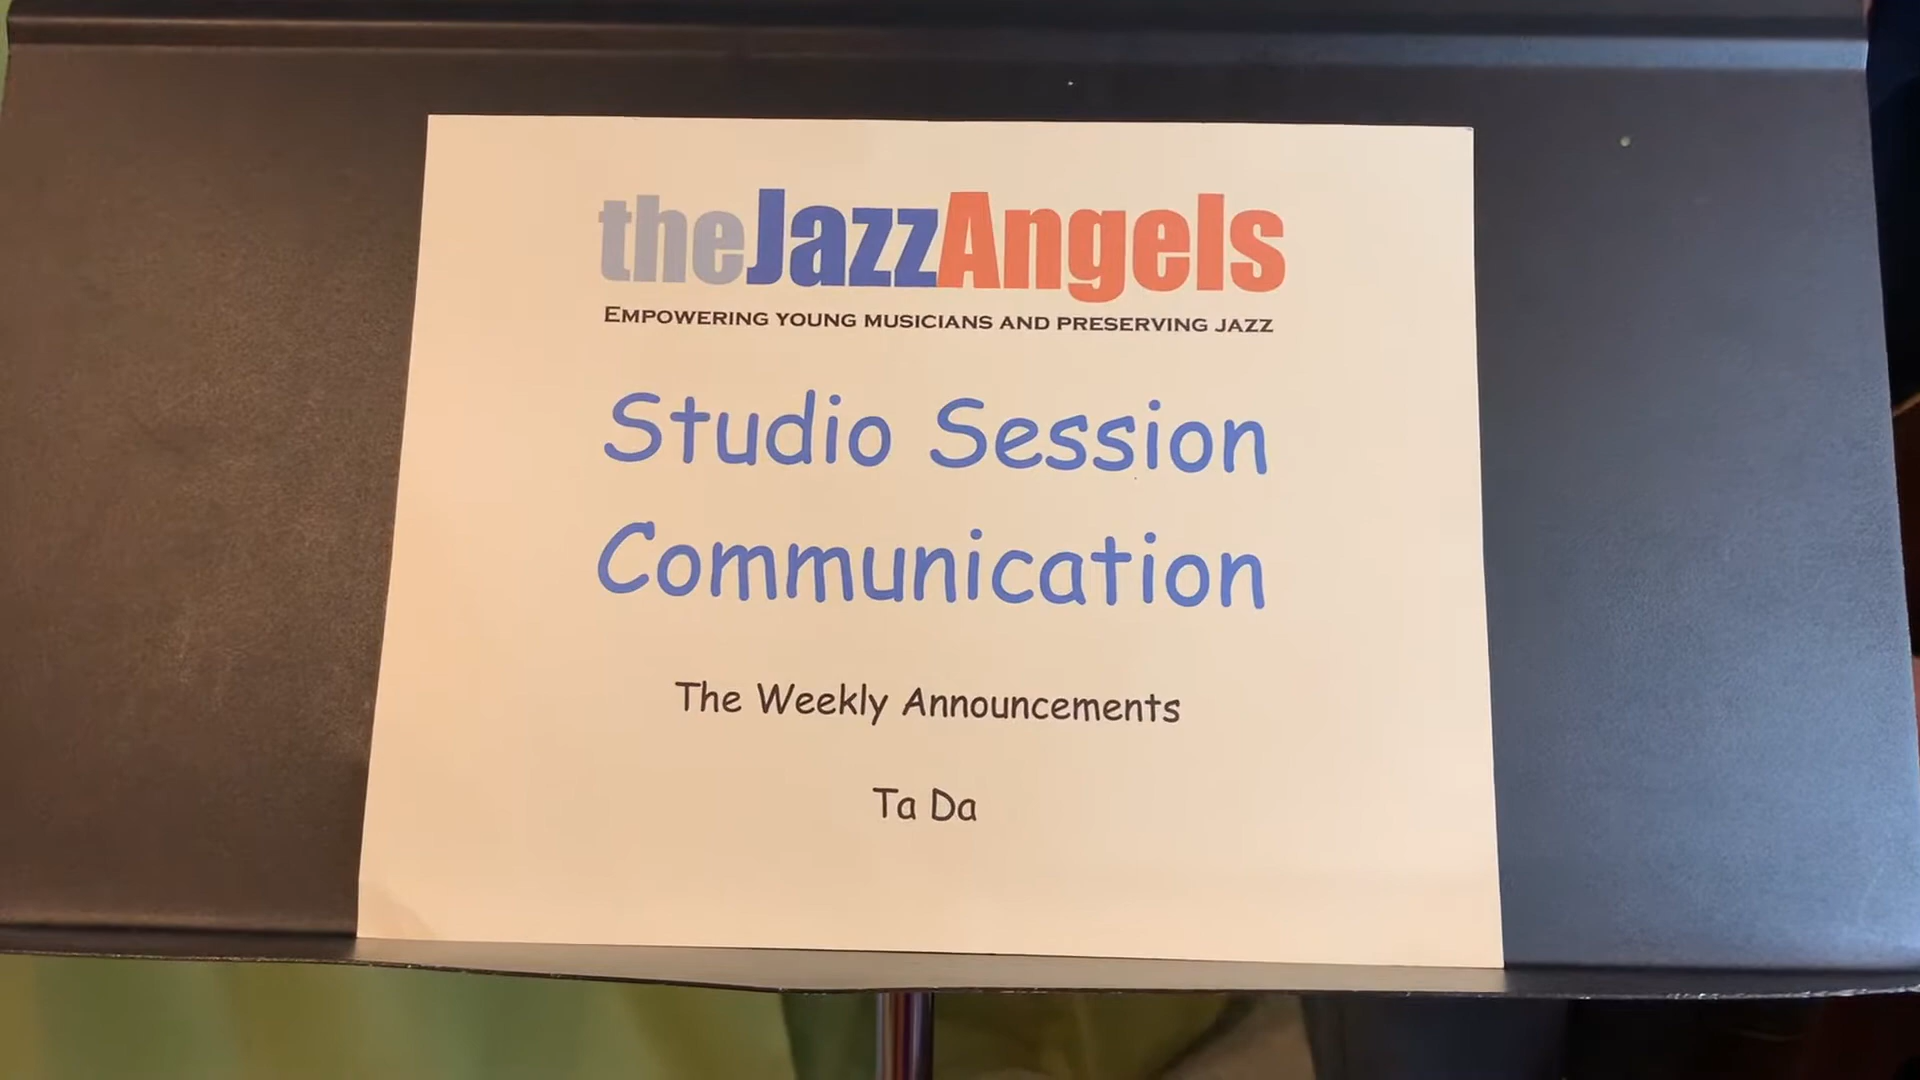 theJazzAngels
EMPOWERING YOUNG MUSICIANS AND PRESERVING JAZZ
Studio Session
Communication
The Weekly Announcements
Ta Da